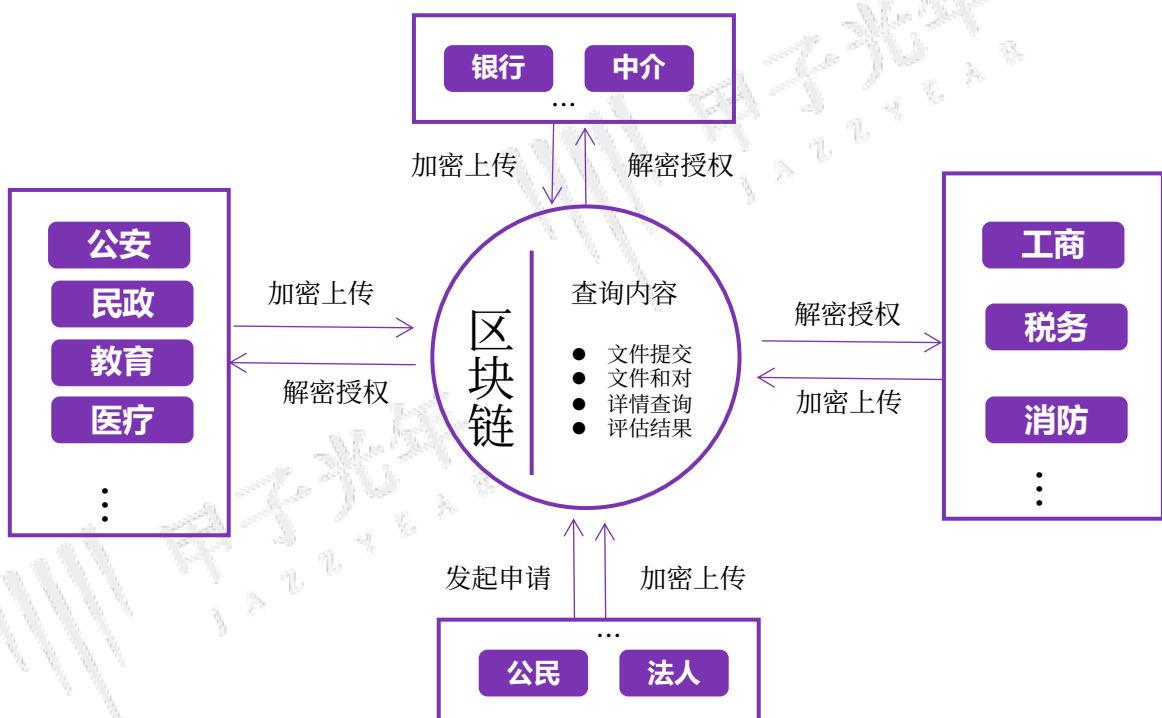 银行
中介
...
加密上传
解密授权
公安
民政
教育
医疗
...
加密上传
解密授权
区块链
查询内容
● 文件提交
● 文件和对
● 详情查询
● 评估结果
解密授权
加密上传
工商
税务
消防
...
发起申请
加密上传
...
公民
法人
甲子光年
JAZZYEAR
甲子光年
JAZZYEAR